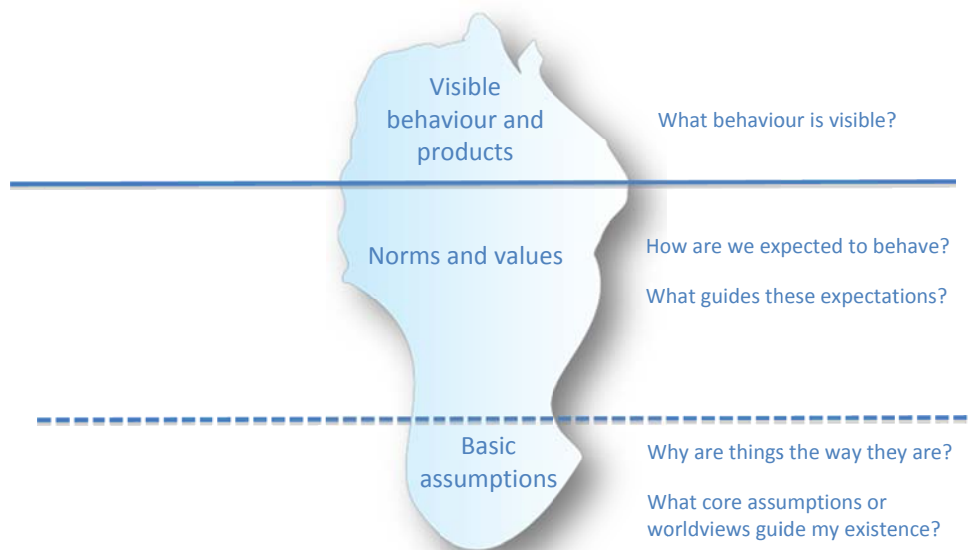 Visible
behaviour and
products
What behaviour is visible?
Norms and values
How are we expected to behave?
What guides these expectations?
Basic
assumptions
Why are things the way they are?
What core assumptions or
worldviews guide my existence?